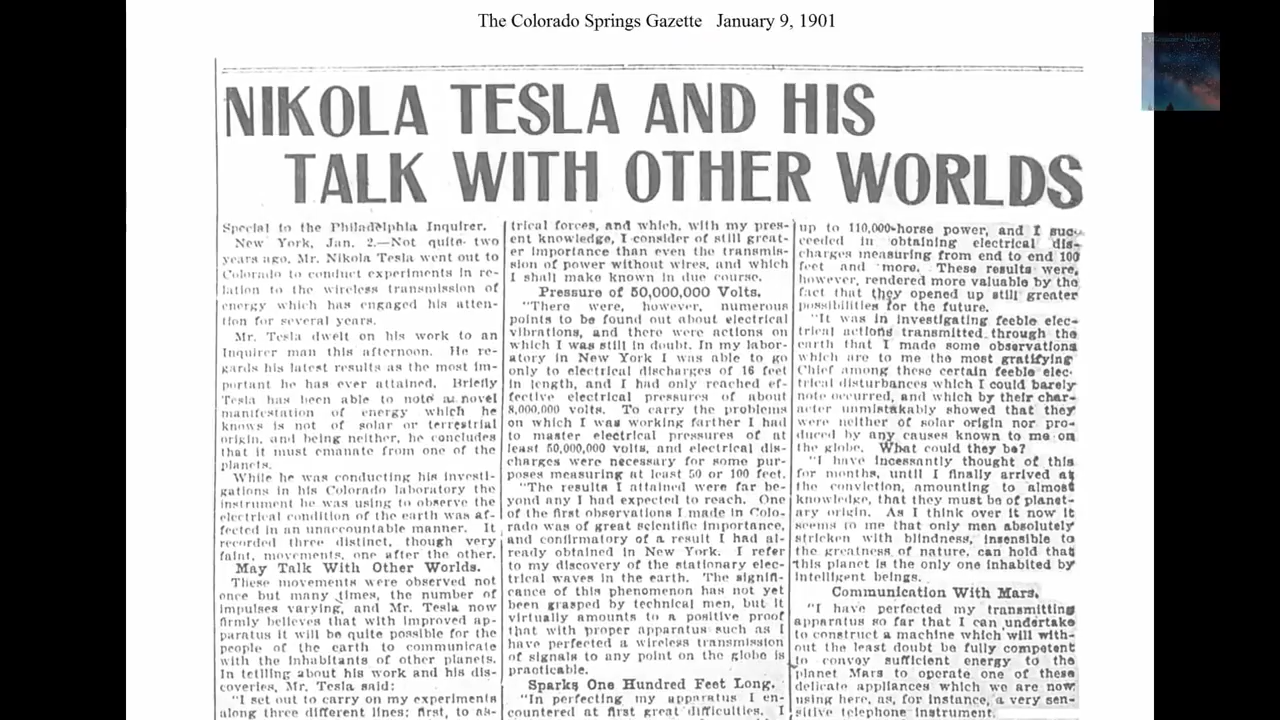 The Colorado Springs Gazette January 9, 1901
NIKOLA TESLA AND HIS
TALK WITH OTHER WORLDS
Special to the Philadelphia Inquirer.
New York, Jan. 2.—Not quite two
years ago, Mr. Nikola Tesla went out to
Colorado to conduct experiments in re-
lation to the wireless transmission of
energy which has engaged his atten-
tion for several years.
Mr. Tesla dwelt on his work to an
Inquirer man this afternoon. He re-
gards his latest results as the most im-
portant he has ever attained. Briefly
Tesla has been able to note a novel
manifestation of energy which he
knows is not of solar or terrestrial
origin, and being neither, he concludes
that it must emanate from one of the
planets.
While he was conducting his investi-
gations in his Colorado laboratory the
instrument he was using to observe the
electrical condition of the earth was af-
fected in an unaccountable manner. It
recorded three distinct, though very
faint, movements, one after the other.
May Talk With Other Worlds.
These movements were observed not
once but many times, the number of
impulses varying, and Mr. Tesla now
firmly believes that with improved ap-
paratus it will be quite possible for the
people of the earth to communicate
with the inhabitants of other planets.
In telling about his work and his dis-
coveries, Mr. Tesla said:
"I set out to carry on my experiments
along three different lines; first, to as-
trical forces, and which, with my pres-
ent knowledge, I consider of still great-
er importance than even the transmis-
sion of power without wires, and which
I shall make known in due course.
Pressure of 50,000,000 Volts.
"There were, however, numerous
points to be found out about electrical
vibrations, and there were actions on
which I was still in doubt. In my labor-
atory in New York I was able to go
only to electrical discharges of 16 feet
in length, and I had only reached ef-
fective electrical pressures of about
8,000,000 volts. To carry the problems
on which I was working farther I had
to master electrical pressures of at
least 50,000,000 volts, and electrical dis-
charges were necessary for some pur-
poses measuring at least 50 or 100 feet.
"The results I attained were far be-
yond any I had expected to reach. One
of the first observations I made in Colo-
rado was of great scientific importance,
and confirmatory of a result I had al-
ready obtained in New York. I refer
to my discovery of the stationary elec-
trical waves in the earth. The signifi-
cance of this phenomenon has not yet
been grasped by technical men, but it
virtually amounts to a positive proof
that with proper apparatus such as I
have perfected a wireless transmission
of signals to any point on the globe is
practicable.
Sparks One Hundred Feet Long.
"In perfecting my apparatus I en-
countered at first great difficulties. I
up to 110,000-horse power, and I suc-
ceeded in obtaining electrical dis-
charges measuring from end to end 100
feet and more. These results were,
however, rendered more valuable by the
fact that they opened up still greater
possibilities for the future.
"It was in investigating feeble elec-
trical actions transmitted through the
earth that I made some observations
which are to me the most gratifying
Chief among these certain feeble elec-
trical disturbances which I could barely
note occurred, and which by their char-
acter unmistakably showed that they
were neither of solar origin nor pro-
duced by any causes known to me on
the globe. What could they be?
"I have incessantly thought of this
for months, until I finally arrived at
the conviction, amounting to almost
knowledge, that they must be of planet-
ary origin. As I think over it now it
seems to me that only men absolutely
stricken with blindness, insensible to
the greatness of nature, can hold that
this planet is the only one inhabited by
intelligent beings.
Communication With Mars.
"I have perfected my transmitting
apparatus so far that I can undertake
to construct a machine which will with-
out the least doubt be fully competent
to convey sufficient energy to the
planet Mars to operate one of these
delicate appliances which we are now
using here, as, for instance, a very sen-
sitive telephone instrument.